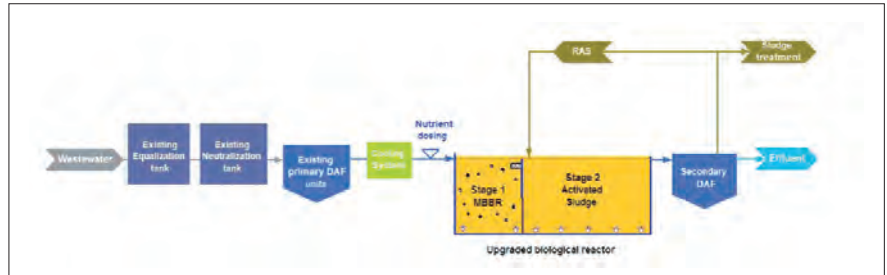 RAS
Sludge
treatment
Nutrient
dosing
Wastewater
Existing
Equalization
tank
Existing
Neutralization
tank
Existing
primary DAF
units
Cooling
Systems
Stage 1
MBBR
Stage 2
Activated
Sludge
Secondary
DAF
Effluent
Upgraded biological reactor